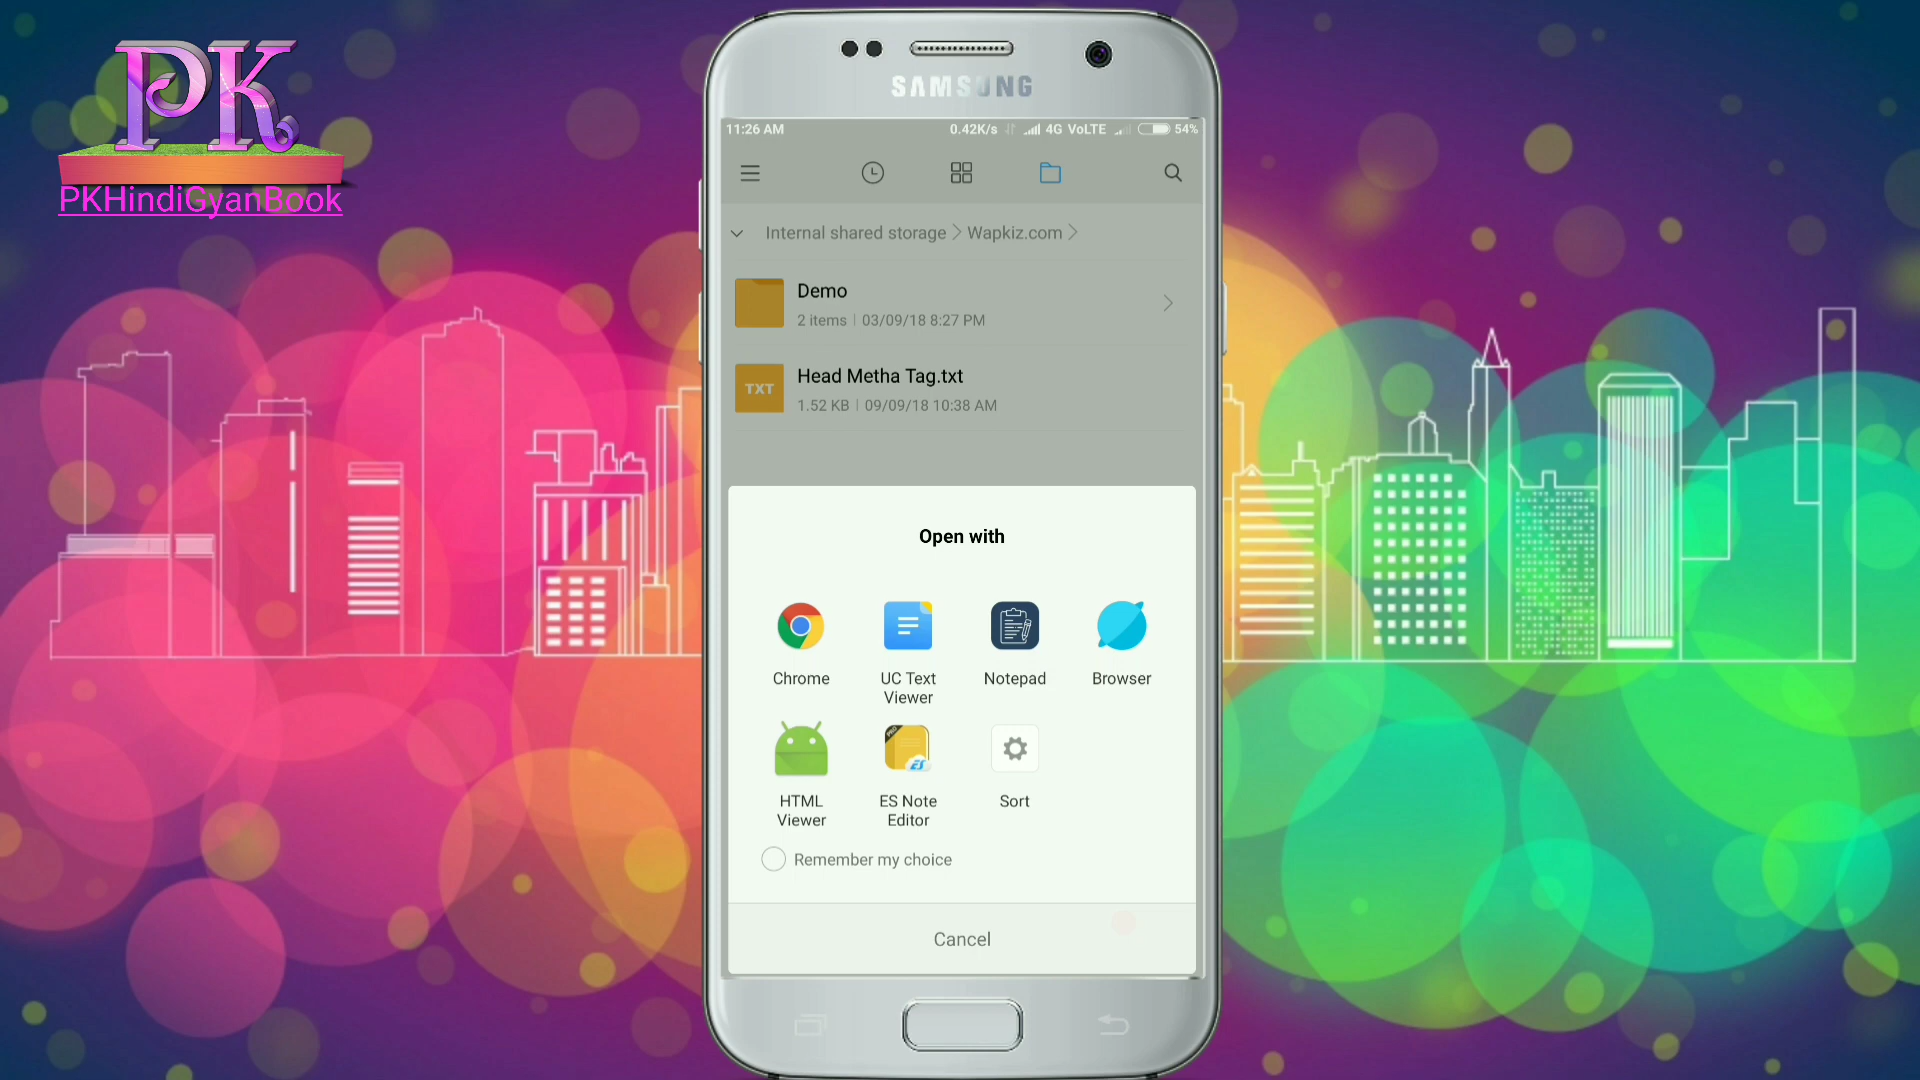 PK
PKHindiGyanBook
SAMSUNG
11:26 AM 0.42K/s 4G VoLTE 54%
Internal shared storage Wapkiz.com
Demo
2 items 03/09/18 8:27 PM
TXT
Head Metha Tag.txt
1.52 KB 09/09/18 10:38 AM
Open with
Chrome
UC Text
Viewer
Notepad
Browser
HTML
Viewer
PRO
ES
ES Note
Editor
Sort
Remember my choice
Cancel